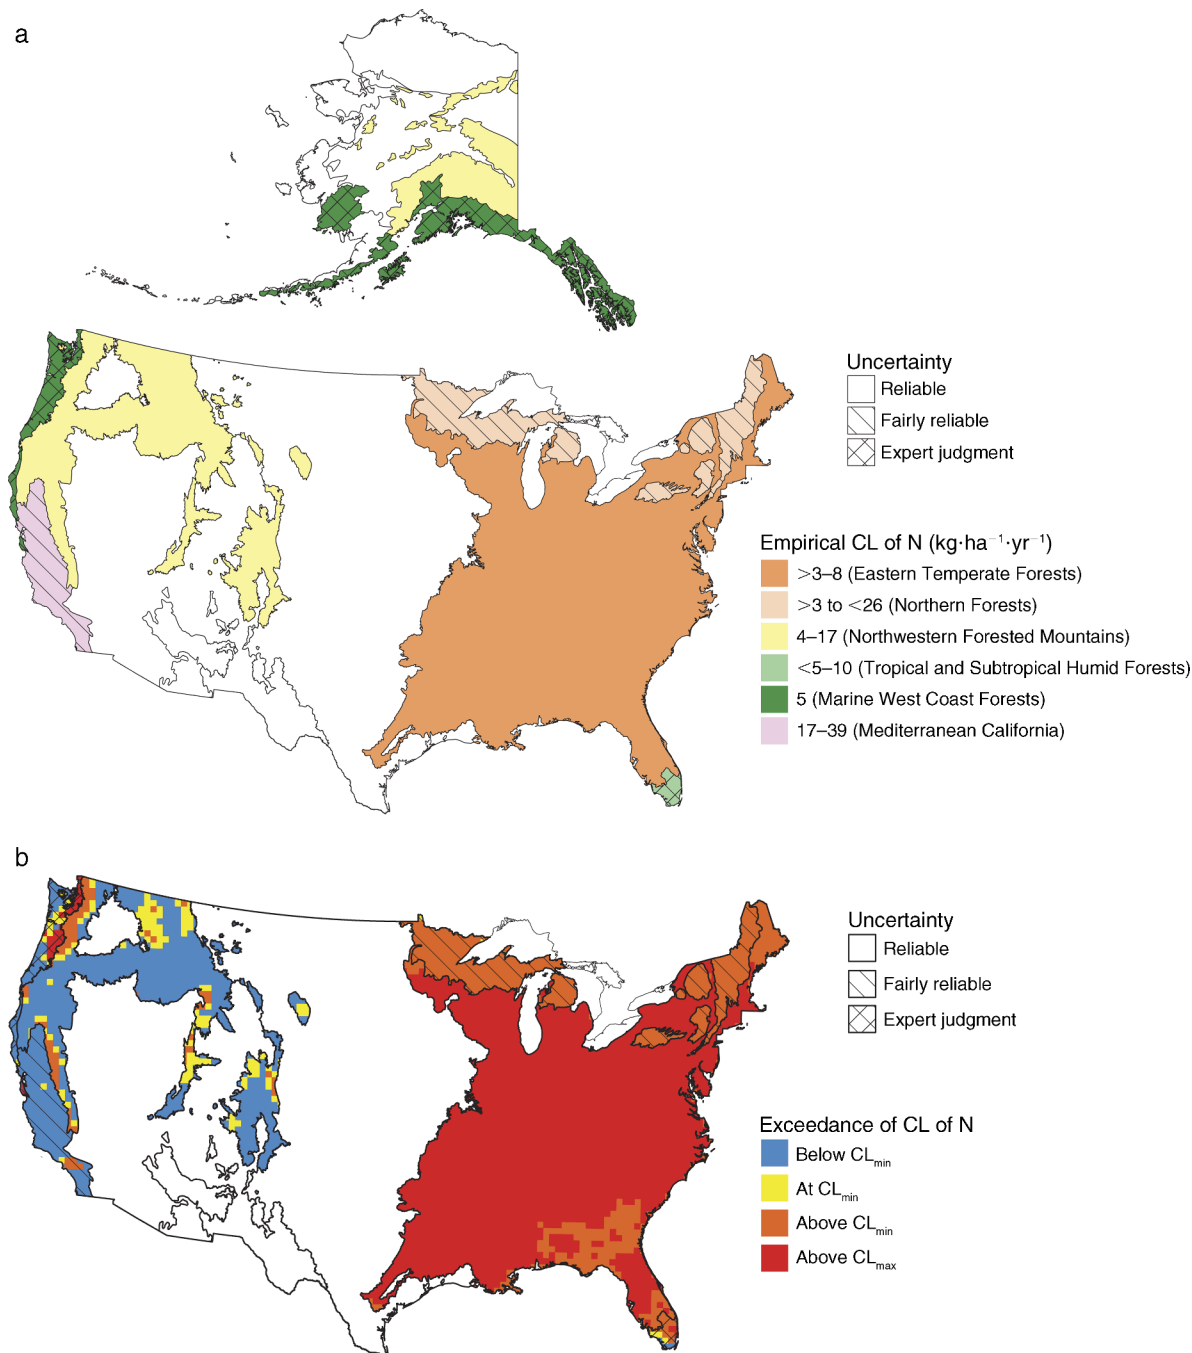 a
Uncertainty
Reliable
Fairly reliable
Expert judgment
Empirical CL of N (kg·ha⁻¹·yr⁻¹)
>3–8 (Eastern Temperate Forests)
>3 to <26 (Northern Forests)
4–17 (Northwestern Forested Mountains)
<5–10 (Tropical and Subtropical Humid Forests)
5 (Marine West Coast Forests)
17–39 (Mediterranean California)
b
Uncertainty
Reliable
Fairly reliable
Expert judgment
Exceedance of CL of N
Below CLmin
At CLmin
Above CLmin
Above CLmax